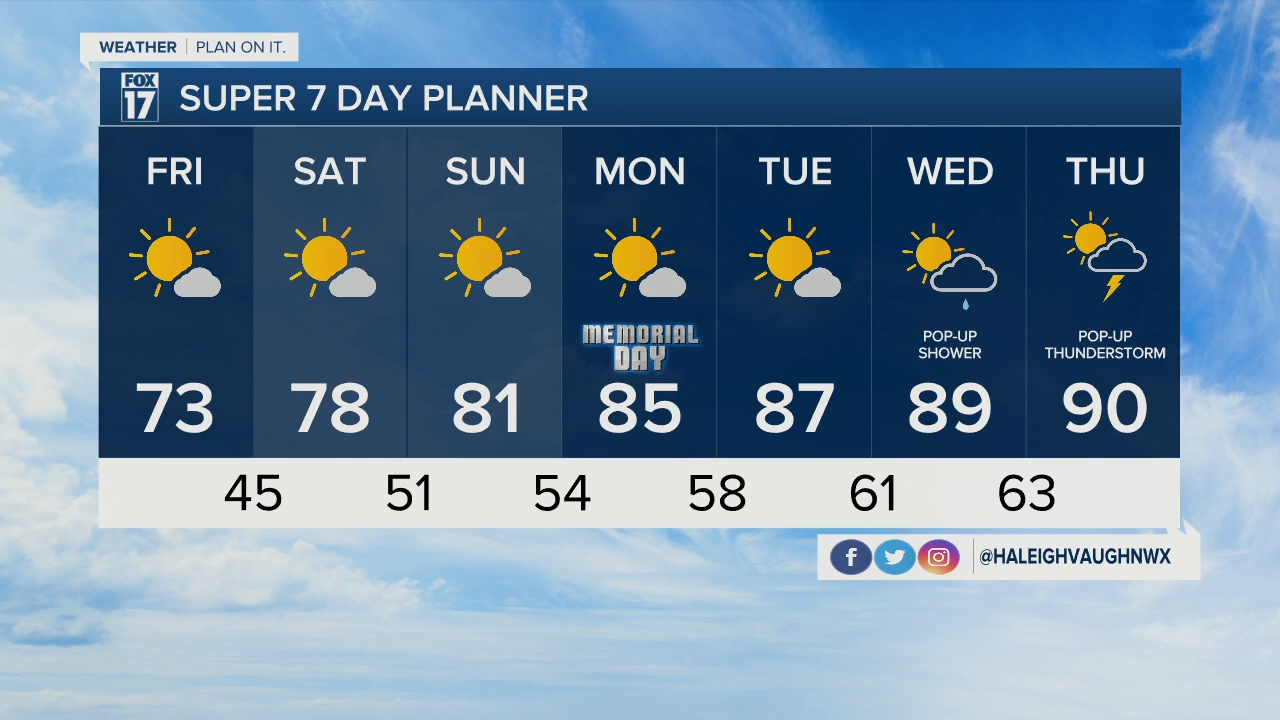 WEATHER | PLAN ON IT.
FOX
17
SUPER 7 DAY PLANNER
FRI SAT SUN MON TUE WED THU
MEMORIAL
DAY
POP-UP
SHOWER
POP-UP
THUNDERSTORM
73 78 81 85 87 89 90
45 51 54 58 61 63
@HALEIGHVAUGHNWX